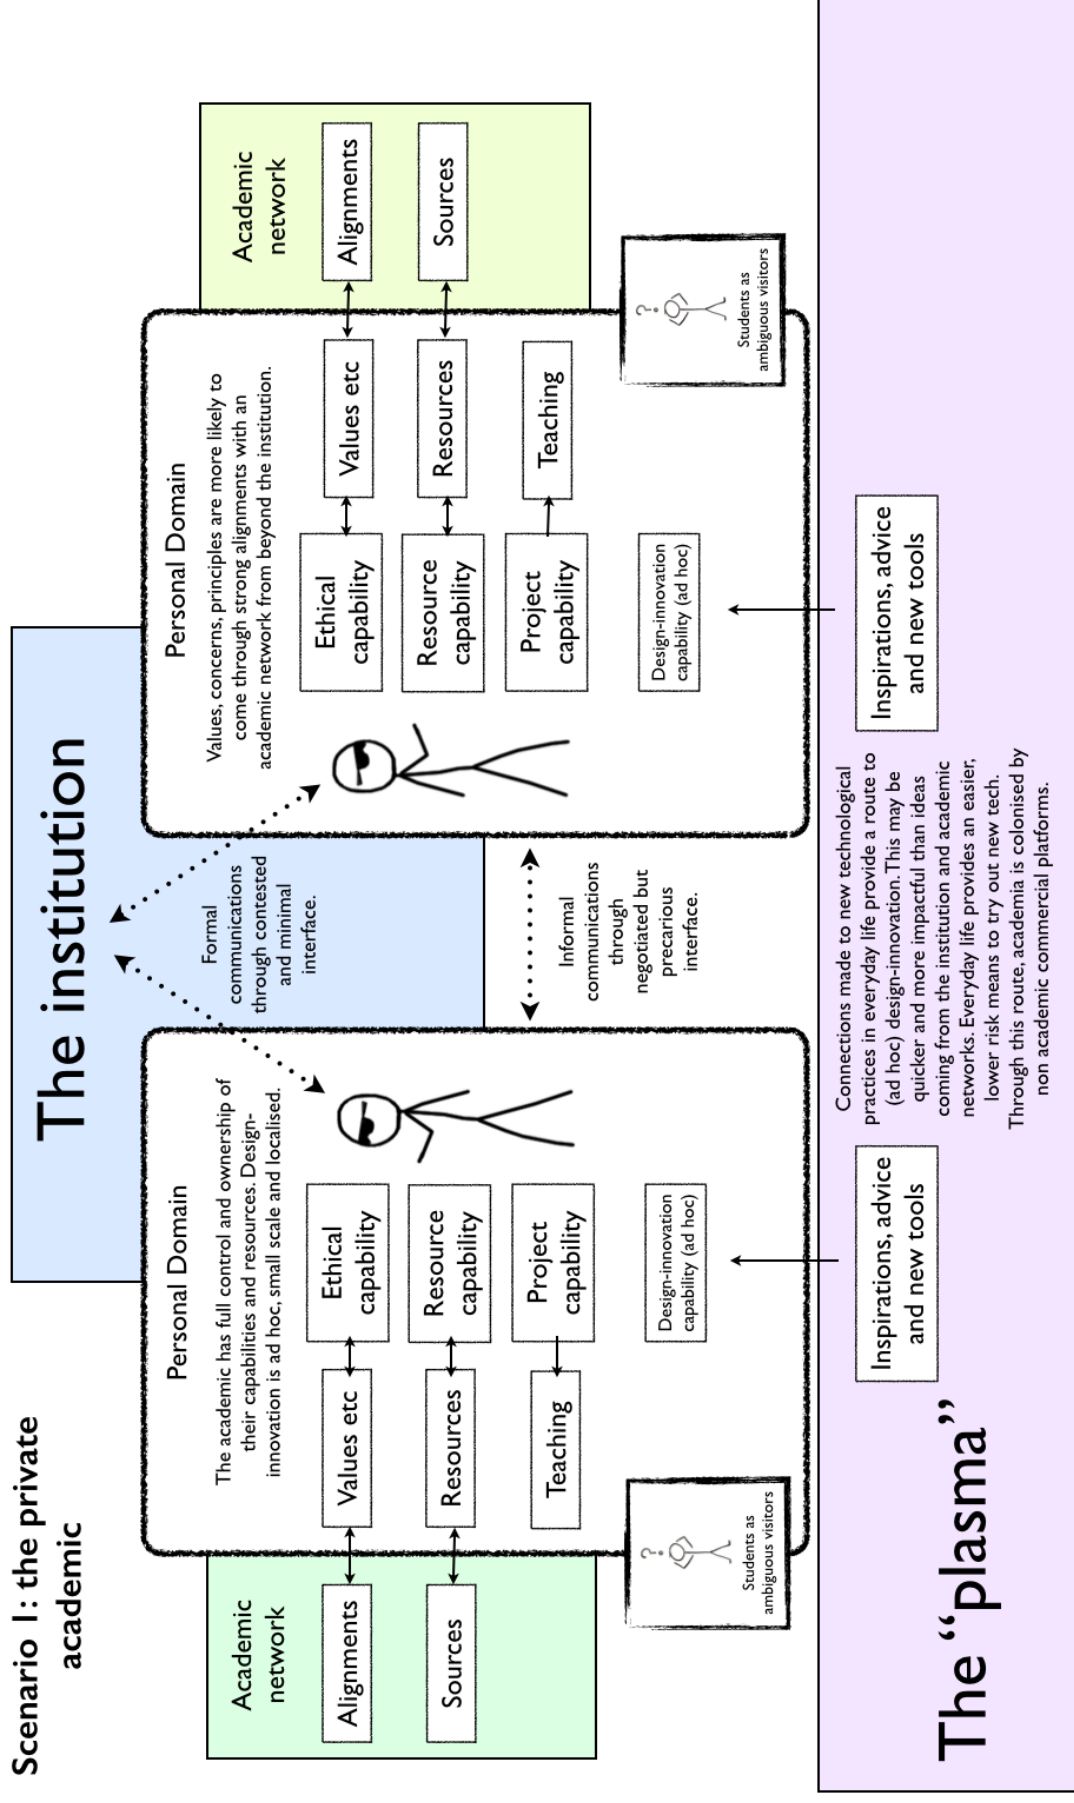 Scenario 1: the private
academic
The institution
Academic
network
Alignments
Sources
Personal Domain
The academic has full control and ownership of
their capabilities and resources. Design-
innovation is ad hoc, small scale and localised.
Values etc
Ethical
capability
Resources
Resource
capability
Teaching
Project
capability
Design-innovation
capability (ad hoc)
?
Students as
ambiguous visitors
Formal
communications
through contested
and minimal
interface.
Informal
communications
through
negotiated but
precarious
interface.
Personal Domain
Values, concerns, principles are more likely to
come through strong alignments with an
academic network from beyond the institution.
Ethical
capability
Values etc
Resource
capability
Resources
Project
capability
Teaching
Design-innovation
capability (ad hoc)
?
Students as
ambiguous visitors
Academic
network
Alignments
Sources
The “plasma”
Inspirations, advice
and new tools
Connections made to new technological
practices in everyday life provide a route to
(ad hoc) design-innovation. This may be
quicker and more impactful than ideas
coming from the institution and academic
networks. Everyday life provides an easier,
lower risk means to try out new tech.
Through this route, academia is colonised by
non academic commercial platforms.
Inspirations, advice
and new tools